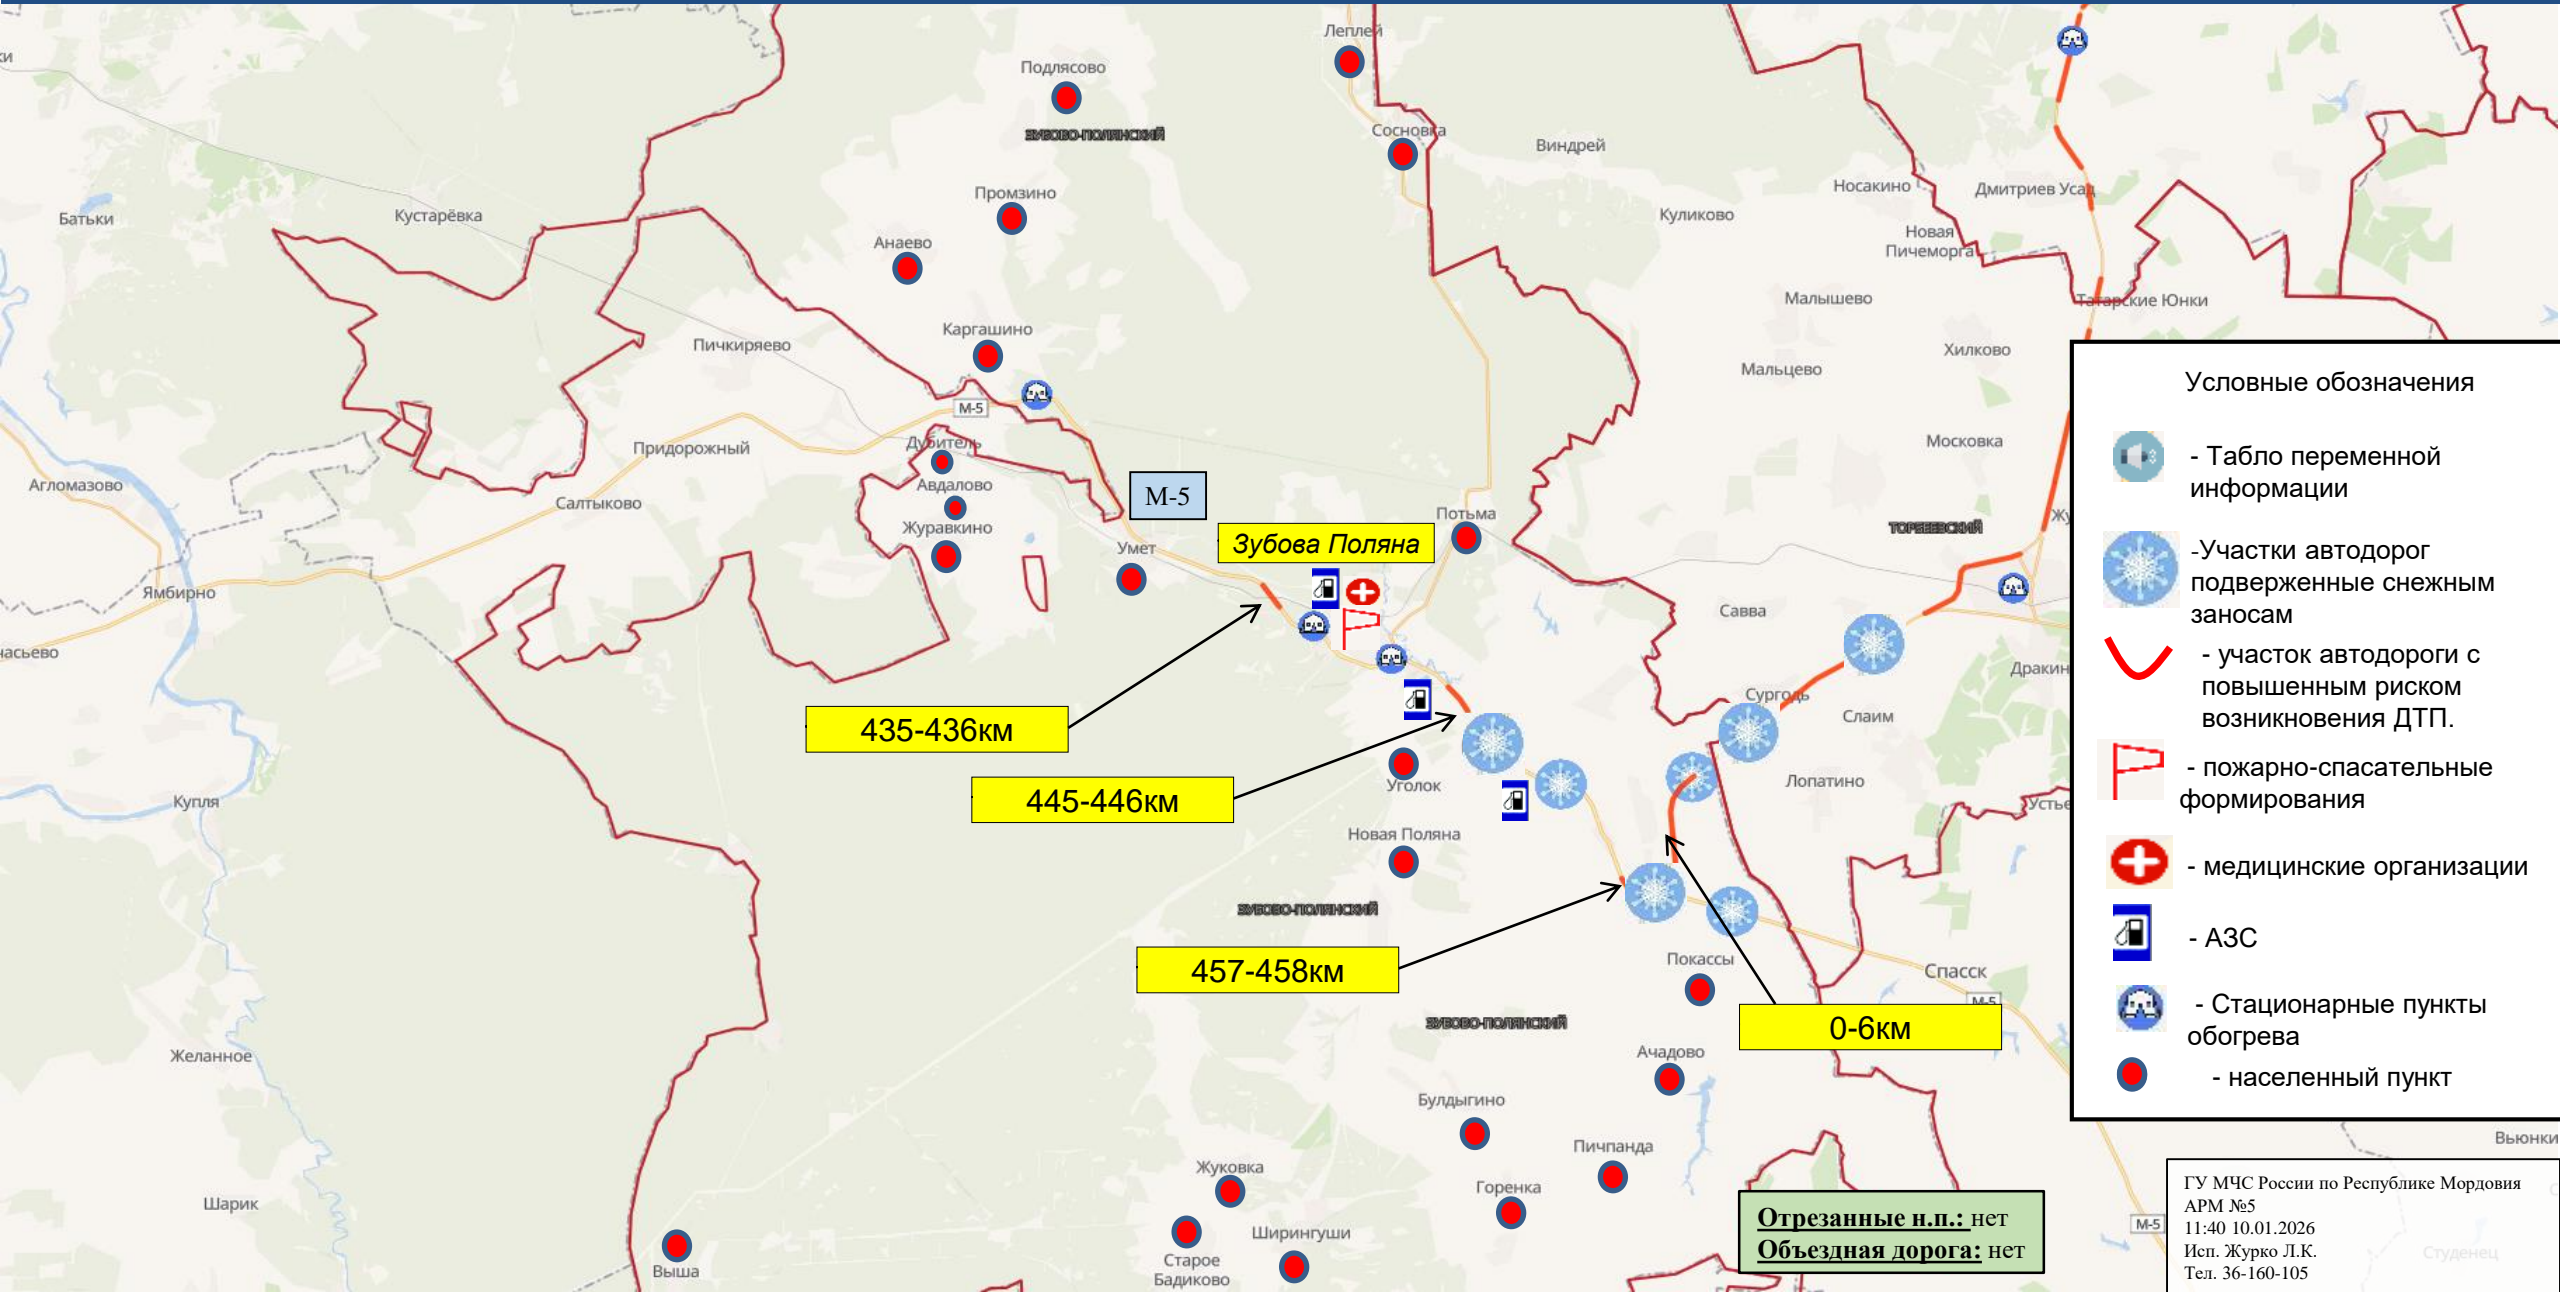 Леплей
Подлясово
ЗУБОВО-ПОЛЯНСКИЙ
Сосновка
Виндрей
Промзино
Носакино
Дмитриев Усад
Батьки
Кустарёвка
Куликово
Анаево
Новая
Пичеморга
Малышево
Татарские Юнки
Каргашино
Пичкиряево
Хилково
Мальцево
М-5
Дубитель
Придорожный
Московка
Агломазово
Авдалово
Салтыково
М-5
Потьма
Журавкино
ТОРБЕЕВСКИЙ
Зубова Поляна
Умет
Ямбирно
Савва
Дракин
Сургодь
Слаим
435-436км
445-446км
Уголок
Лопатино
Устье
Купля
Новая Поляна
ЗУБОВО-ПОЛЯНСКИЙ
457-458км
Покассы
Спасск
М-5
ЗУБОВО-ПОЛЯНСКИЙ
0-6км
Желанное
Ачадово
Булдыгино
Пичпанда
Жуковка
Горенка
Шарик
Ширингуши
Старое
Бадиково
Выша
Вьюнки
М-5
Студенец
Условные обозначения
- Табло переменной
информации
-Участки автодорог
подверженные снежным
заносам
- участок автодороги с
повышенным риском
возникновения ДТП.
- пожарно-спасательные
формирования
- медицинские организации
- АЗС
- Стационарные пункты
обогрева
- населенный пункт
Отрезанные н.п.: нет
Объездная дорога: нет
ГУ МЧС России по Республике Мордовия
АРМ №5
11:40 10.01.2026
Исп. Журко Л.К.
Тел. 36-160-105